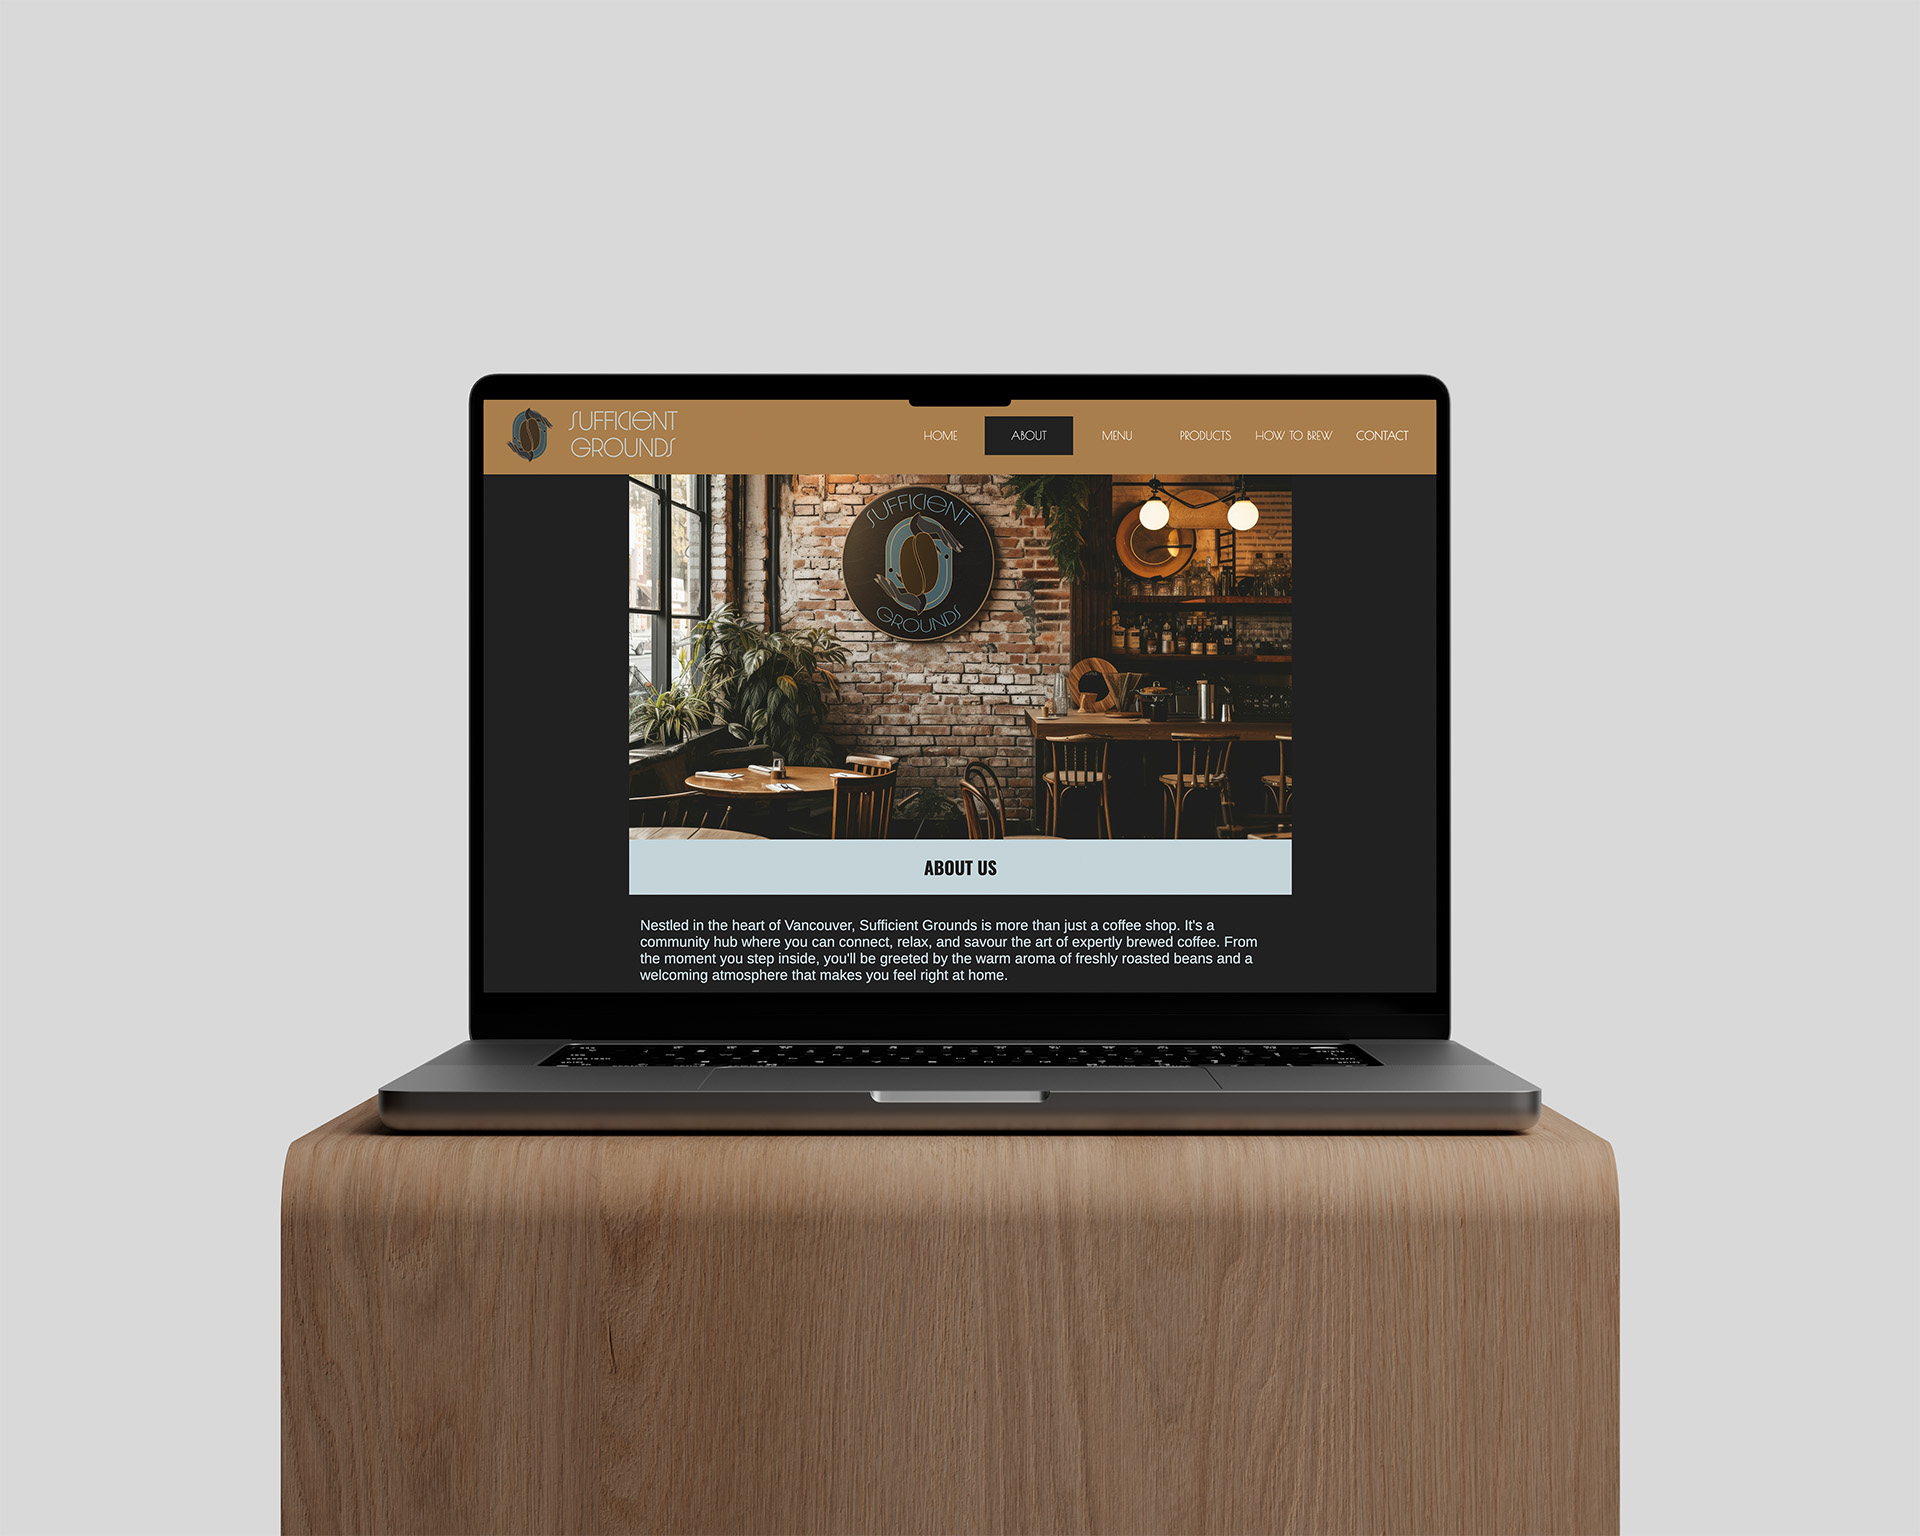 SUFFICIENT
GROUNDS
HOME ABOUT MENU PRODUCTS HOW TO BREW CONTACT
SUFFICIENT
GROUNDS
ABOUT US
Nestled in the heart of Vancouver, Sufficient Grounds is more than just a coffee shop. It's a
community hub where you can connect, relax, and savour the art of expertly brewed coffee. From
the moment you step inside, you'll be greeted by the warm aroma of freshly roasted beans and a
welcoming atmosphere that makes you feel right at home.